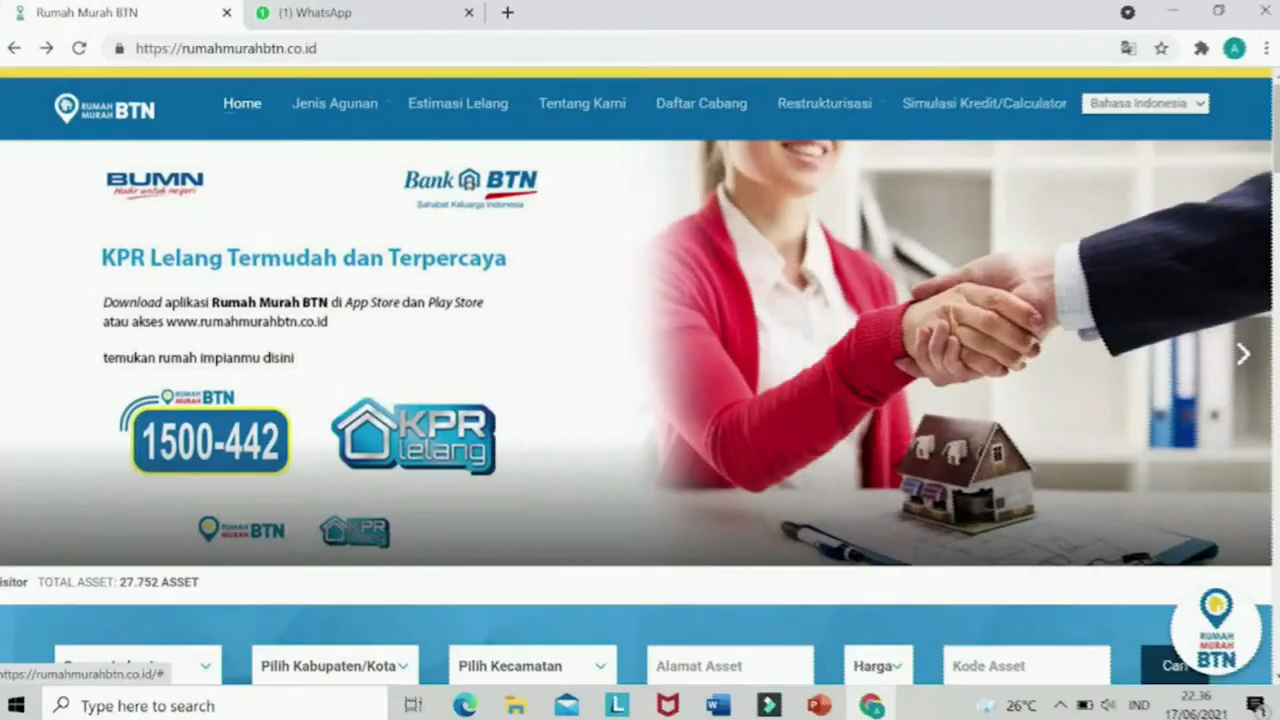 Rumah Murah BTN
(1) WhatsApp
https://rumahmurahbtn.co.id
RUMAH MURAH BTN
Home
Jenis Agunan
Estimasi Lelang
Tentang Kami
Daftar Cabang
Restrukturisasi
Simulasi Kredit/Calculator
Bahasa Indonesia
BUMN
Hadir untuk negeri
Bank BTN
Sahabat Keluarga Indonesia
KPR Lelang Termudah dan Terpercaya
Download aplikasi Rumah Murah BTN di App Store dan Play Store
atau akses www.rumahmurahbtn.co.id
temukan rumah impianmu disini
RUMAH MURAH BTN
1500-442
KPR
lelang
RUMAH MURAH BTN
KPR
lelang
isitor TOTAL ASSET: 27.752 ASSET
Pilih Kabupaten/Kota
Pilih Kecamatan
Alamat Asset
Harga
Kode Asset
Cari
RUMAH
MURAH
BTN
https://rumahmurahbtn.co.id/#
Type here to search
26°C
IND
22.36
17/06/2021